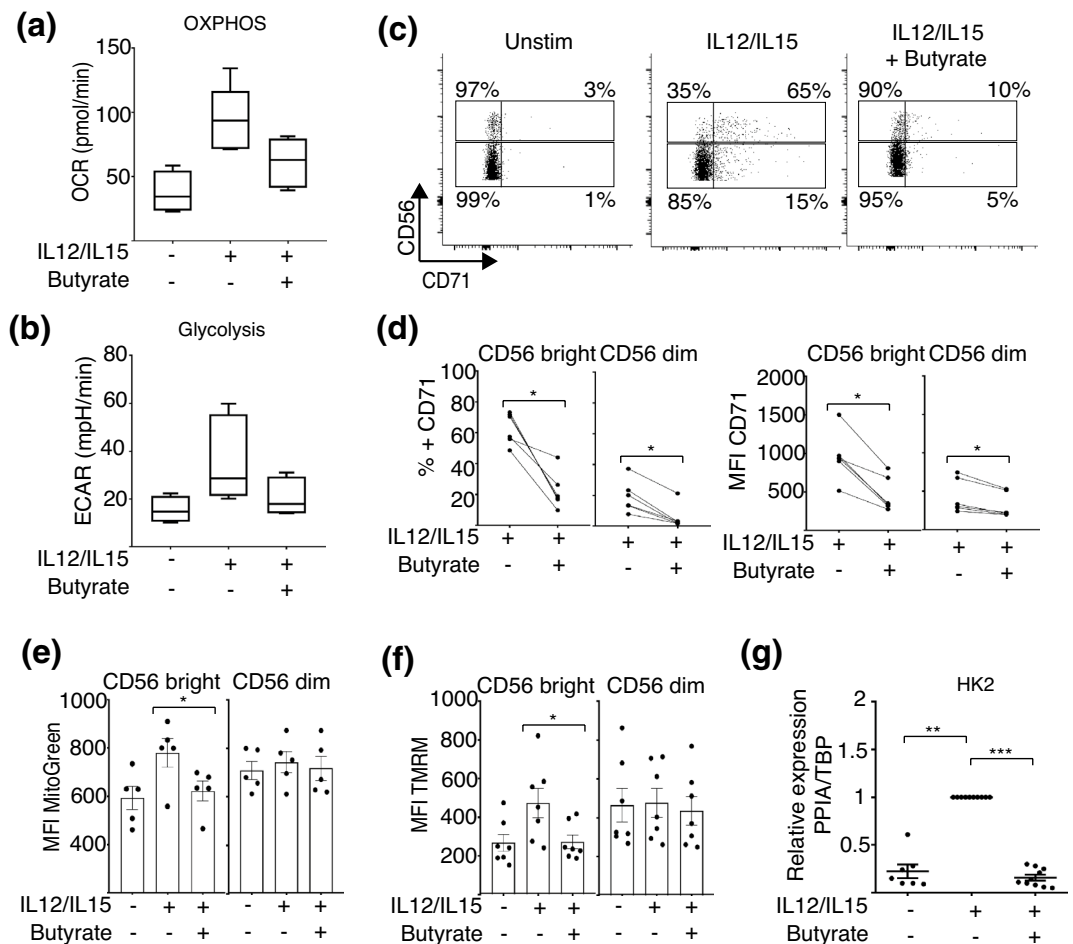 (a)
OXPHOS
OCR (pmol/min)
150
100
50
IL12/IL15 - + +
Butyrate - - +
(b)
Glycolysis
ECAR (mpH/min)
80
60
40
20
IL12/IL15 - + +
Butyrate - - +
(c)
Unstim
IL12/IL15
IL12/IL15
+ Butyrate
97% 3%
99% 1%
35% 65%
85% 15%
90% 10%
95% 5%
CD56
CD71
(d)
CD56 bright CD56 dim
% + CD71
100
80
60
40
20
* *
IL12/IL15 + + + +
Butyrate - + - +
CD56 bright CD56 dim
MFI CD71
2000
1500
1000
500
* *
IL12/IL15 + + + +
Butyrate - + - +
(e)
CD56 bright CD56 dim
MFI MitoGreen
1000
800
600
400
*
IL12/IL15 - + + - + +
Butyrate - - + - - +
(f)
CD56 bright CD56 dim
MFI TMRM
1000
800
600
400
200
*
IL12/IL15 - + + - + +
Butyrate - - + - - +
(g)
HK2
Relative expression
PPIA/TBP
2
1.5
1
0.5
0
** ***
IL12/IL15 - + +
Butyrate - - +